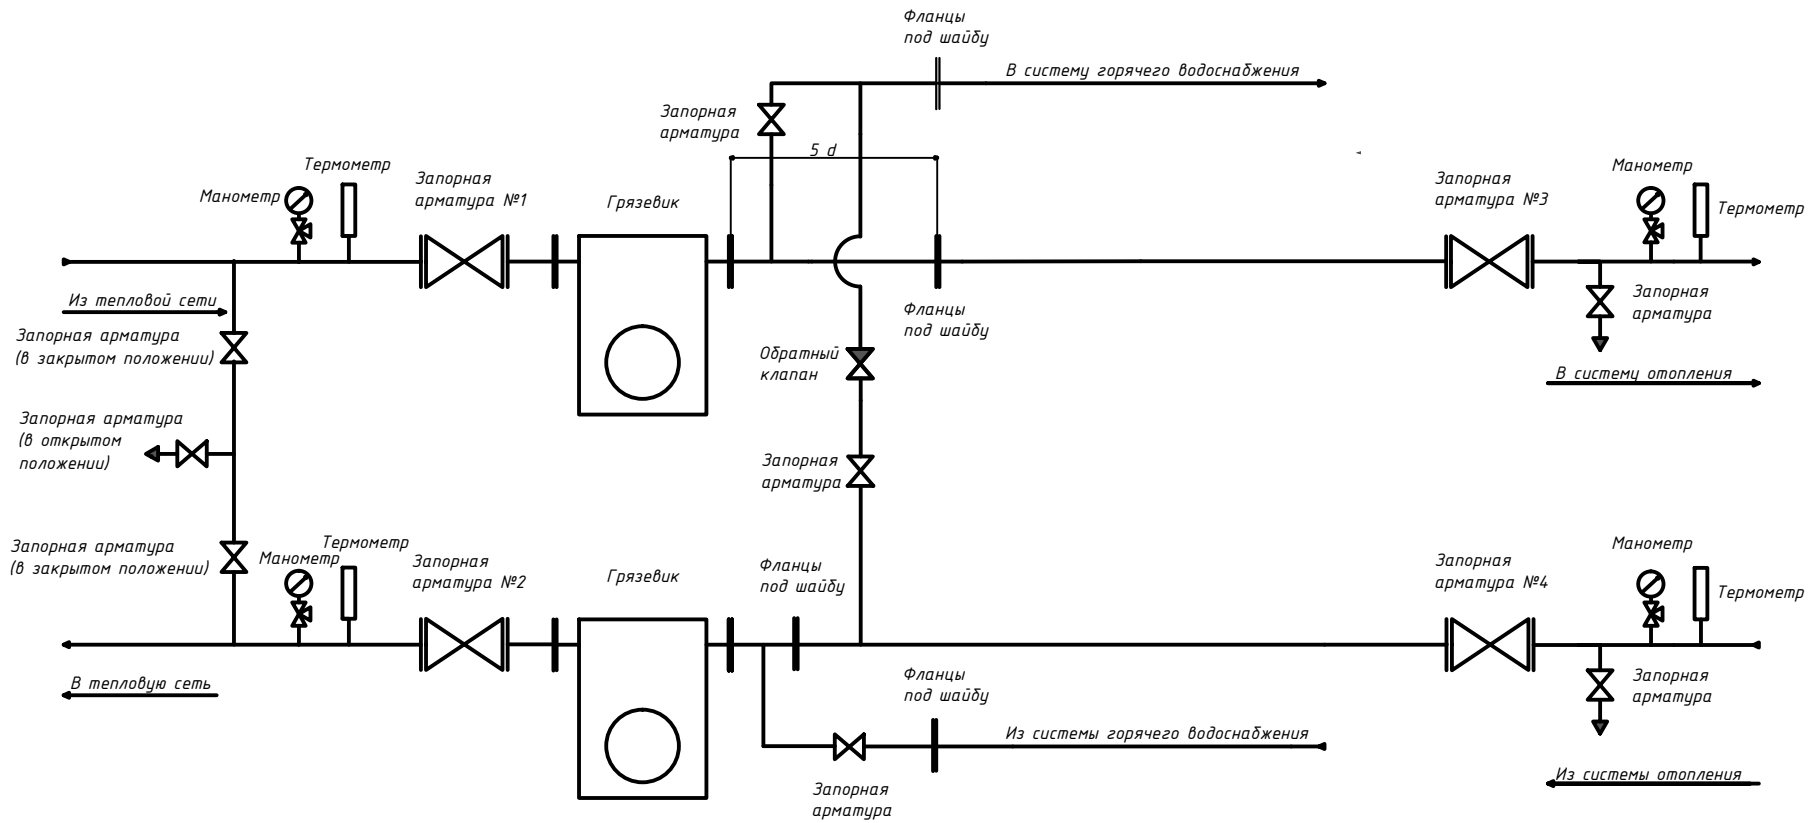 Фланцы
под шайбу
В систему горячего водоснабжения
Запорная
арматура
5 d
Термометр
Манометр
Запорная
арматура №1
Грязевик
Запорная
арматура №3
Манометр
Термометр
Из тепловой сети
Запорная арматура
(в закрытом положении)
Фланцы
под шайбу
Запорная
арматура
Обратный
клапан
В систему отопления
Запорная арматура
(в открытом
положении)
Запорная
арматура
Запорная арматура
(в закрытом положении)
Термометр
Манометр
Запорная
арматура №2
Грязевик
Фланцы
под шайбу
Запорная
арматура №4
Манометр
Термометр
В тепловую сеть
Фланцы
под шайбу
Запорная
арматура
Из системы горячего водоснабжения
Запорная
арматура
Из системы отопления